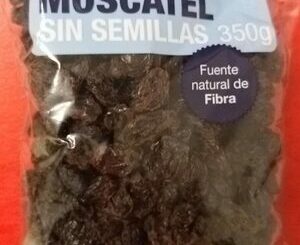 MOSCATEL
SIN SEMILLAS 350g
Fuente
natural de
Fibra